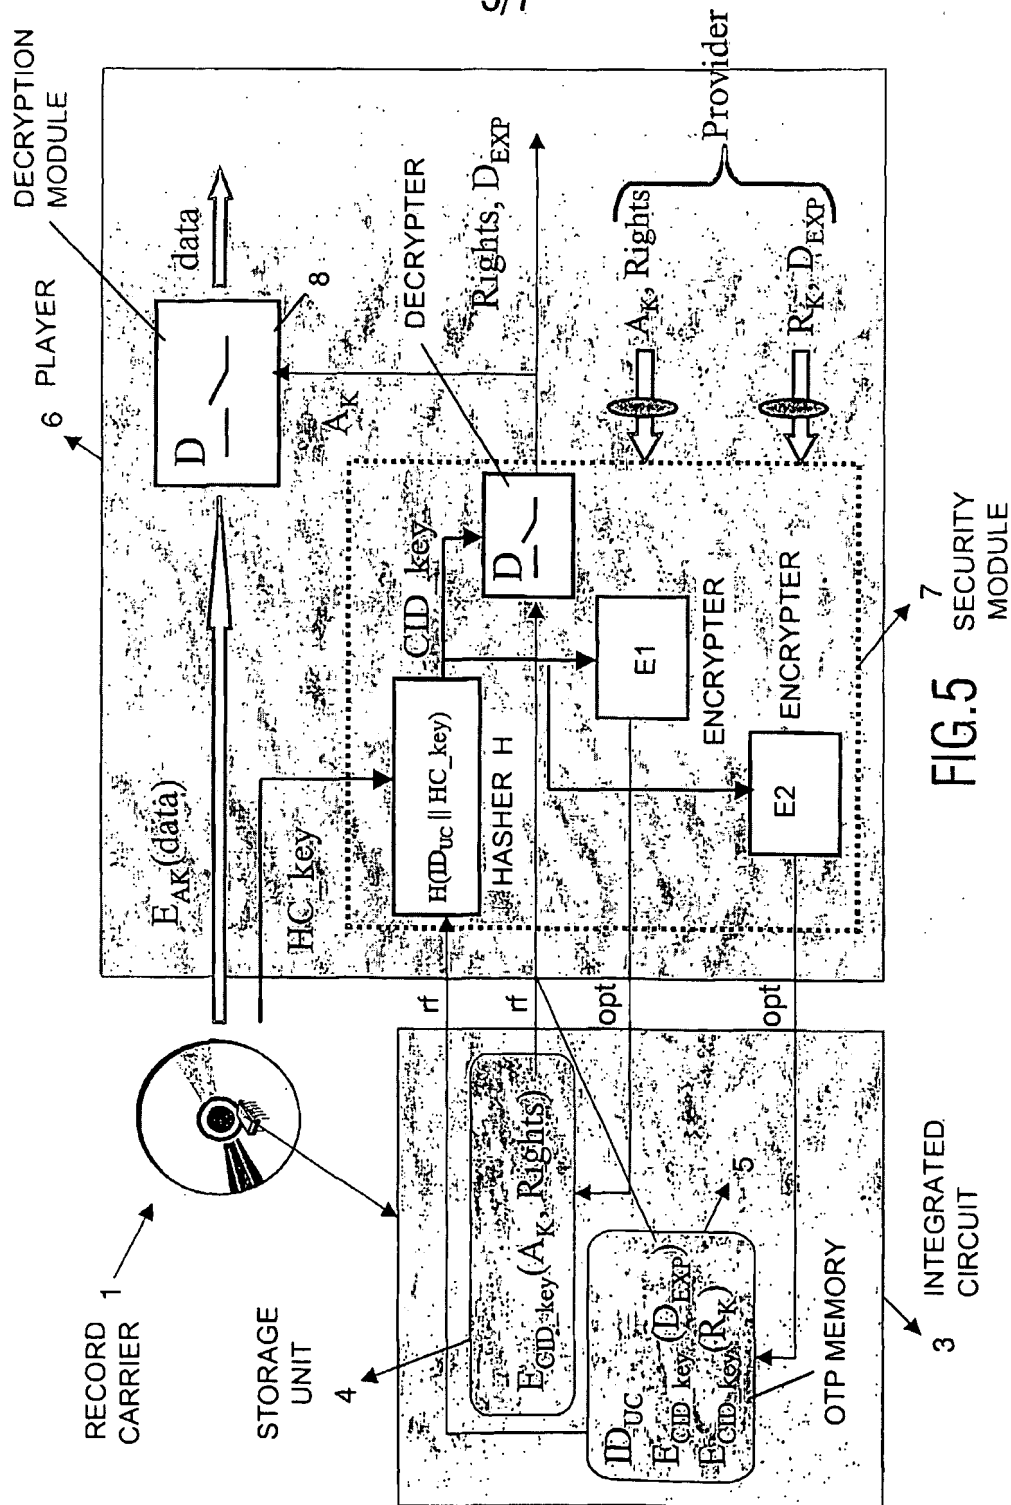 5/7
RECORD
CARRIER 1
6 PLAYER
DECRYPTION
MODULE
E_AK(data)
D
data
8
HC_key
A_K
STORAGE
UNIT
4
CID_key
DECRYPTER
rf
H(ID_UC || HC_key)
HASHER H
D
Rights, D_EXP
E_CID_key(A_K, Rights)
rf
opt
E1
ENCRYPTER
A_K, Rights
Provider
ID_UC
E_CID_key(D_EXP)
E_CID_key(R_K)
5
opt
E2
ENCRYPTER
R_K, D_EXP
OTP MEMORY
3 INTEGRATED
CIRCUIT
7 SECURITY
MODULE
FIG.5